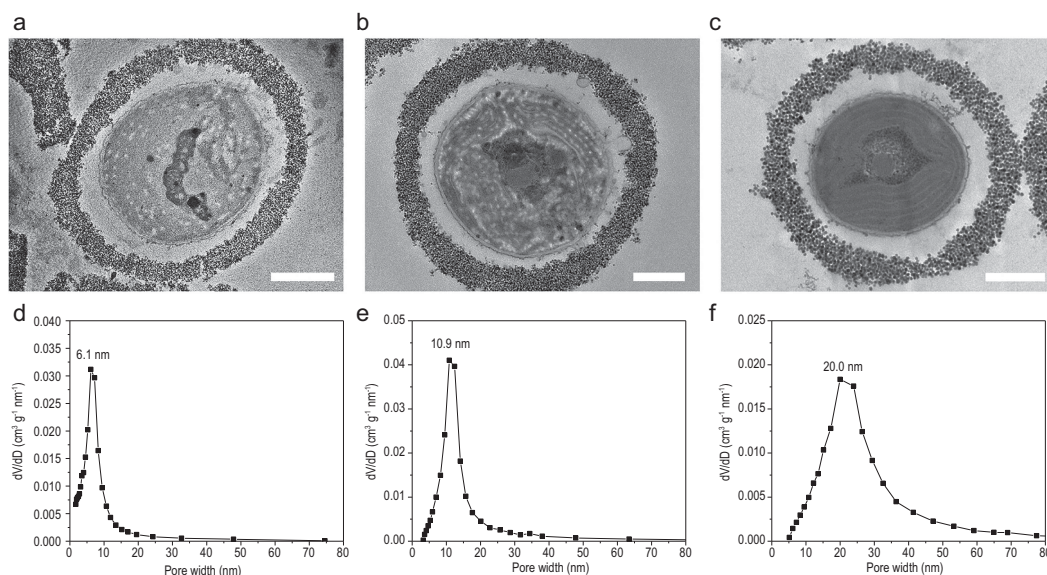 a
b
c
d
0.040
0.035
0.030
0.025
0.020
0.015
0.010
0.005
0.000
dV/dD (cm³ g⁻¹ nm⁻¹)
6.1 nm
0 10 20 30 40 50 60 70 80
Pore width (nm)
e
0.05
0.04
0.03
0.02
0.01
0.00
dV/dD (cm³ g⁻¹ nm⁻¹)
10.9 nm
0 10 20 30 40 50 60 70 80
Pore width (nm)
f
0.025
0.020
0.015
0.010
0.005
0.000
dV/dD (cm³ g⁻¹ nm⁻¹)
20.0 nm
0 10 20 30 40 50 60 70 80
Pore width (nm)